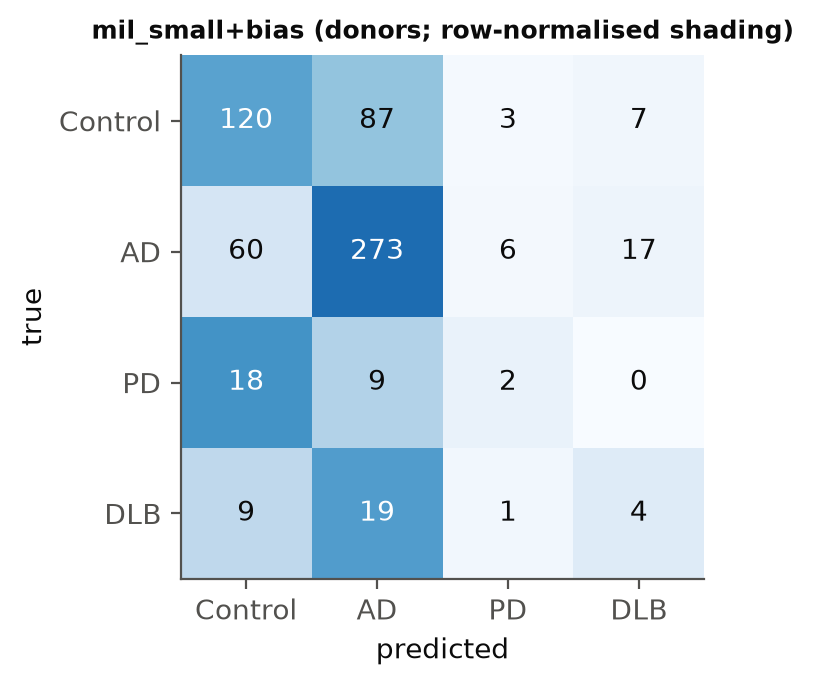 mil_small+bias (donors; row-normalised shading)
Control 120 87 3 7
AD 60 273 6 17
true
PD 18 9 2 0
DLB 9 19 1 4
Control AD PD DLB
predicted